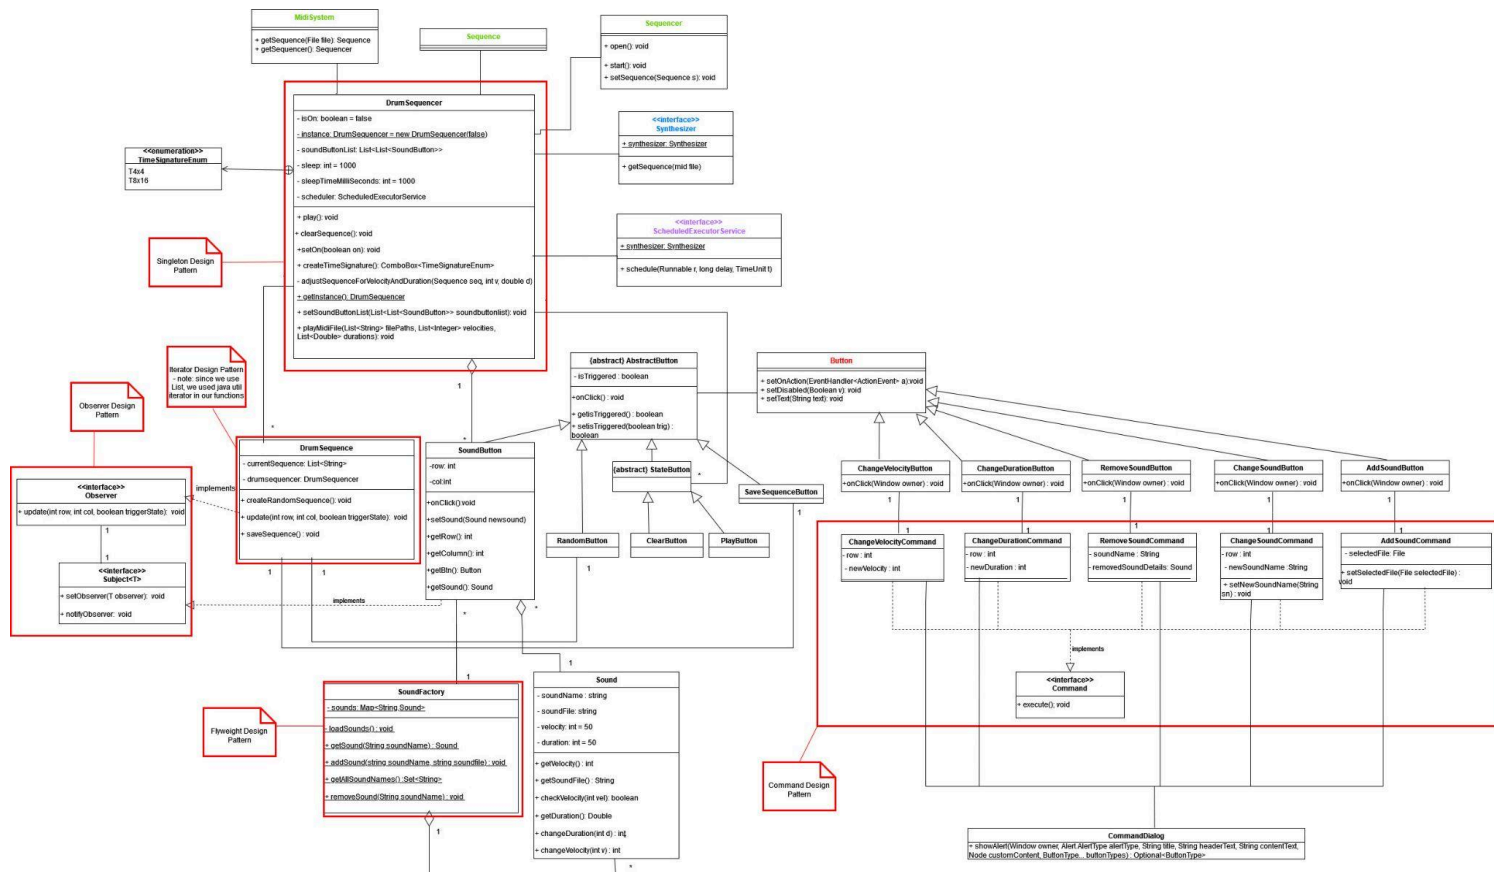 MidiSystem
+ getSequence(File file): Sequence
+ getSequencer(): Sequencer
Sequence
Sequencer
+ open(): void
+ start(): void
+ setSequence(Sequence s): void
DrumSequencer
- isOn: boolean = false
- instance: DrumSequencer = new DrumSequencer(false)
- soundButtonList: List<List<SoundButton>>
- sleep: int = 1000
- sleepTimeMilliSeconds: int = 1000
- scheduler: ScheduledExecutorService
+ play(): void
+ clearSequence(): void
+setOn(boolean on): void
+ createTimeSignature(): ComboBox<TimeSignatureEnum>
- adjustSequenceForVelocityAndDuration(Sequence seq, int v, double d)
+ getInstance(): DrumSequencer
+ setSoundButtonList(List<List<SoundButton>> soundbuttonlist): void
+ playMidiFile(List<String> filePaths, List<Integer> velocities,
List<Double> durations): void
<<enumeration>>
TimeSignatureEnum
T4x4
T8x16
<<interface>>
Synthesizer
+ synthesizer: Synthesizer
+ getSequence(mid file)
<<interface>>
ScheduledExecutorService
+ synthesizer: Synthesizer
+ schedule(Runnable r, long delay, TimeUnit t)
Singleton Design
Pattern
Iterator Design Pattern
- note: since we use
List, we used java util
iterator in our functions
Observer Design
Pattern
1
*
*
{abstract} AbstractButton
- isTriggered : boolean
+onClick() : void
+ getisTriggered() : boolean
+ setisTriggered(boolean trig) :
boolean
Button
+ setOnAction(EventHandler<ActionEvent> a):void
+ setDisabled(Boolean v): void
+ setText(String text): void
DrumSequence
- currentSequence: List<String>
- drumsequencer: DrumSequencer
+ createRandomSequence(): void
+ update(int row, int col, boolean triggerState): void
+ saveSequence() : void
SoundButton
-row: int
-col:int
+onClick():void
+setSound(Sound newsound)
+getRow(): int
+getColumn(): int
+getBtn(): Button
+getSound(): Sound
{abstract} StateButton
*
SaveSequenceButton
RandomButton
ClearButton
PlayButton
implements
<<interface>>
Observer
+ update(int row, int col, boolean triggerState): void
1
1
<<interface>>
Subject<T>
+ setObserver(T observer): void
+ notifyObserver: void
implements
1
1
1
1
ChangeVelocityButton
+onClick(Window owner)
ChangeDurationButton
+onClick(Window owner)
RemoveSoundButton
+onClick(Window owner)
ChangeSoundButton
+onClick(Window owner)
AddSoundButton
+onClick(Window owner)
1
1
1
1
1
ChangeVelocityCommand
- row : int
- newVelocity : int
ChangeDurationCommand
- row : int
- newDuration : int
RemoveSoundCommand
- soundName : String
- removedSoundDetails: Sound
ChangeSoundCommand
- row : int
- newSoundName : String
+ setNewSoundName(String
sn) : void
AddSoundCommand
- selectedFile: File
+ setSelectedFile(File selectedFile) :
void
implements
<<interface>>
Command
+ execute(): void
*
*
1
1
SoundFactory
- sounds: Map<String,Sound>
- loadSounds() : void
+ getSound(String soundName) : Sound
+ addSound(string soundName, string soundfile) : void
+ getAllSoundNames() :Set<String>
+ removeSound(String soundName) : void
1
Flyweight Design
Pattern
Sound
- soundName : string
- soundFile: string
- velocity: int = 50
- duration: int = 50
+ getVelocity() : int
+ getSoundFile() : String
+ checkVelocity(int vel): boolean
+ getDuration(): Double
+ changeDuration(int d) : int
+ changeVelocity(int v) : int
*
Command Design
Pattern
1
CommandDialog
+ showAlert(Window owner, Alert.AlertType alertType, String title, String headerText, String contentText,
Node customContent, ButtonType... buttonTypes) : Optional<ButtonType>